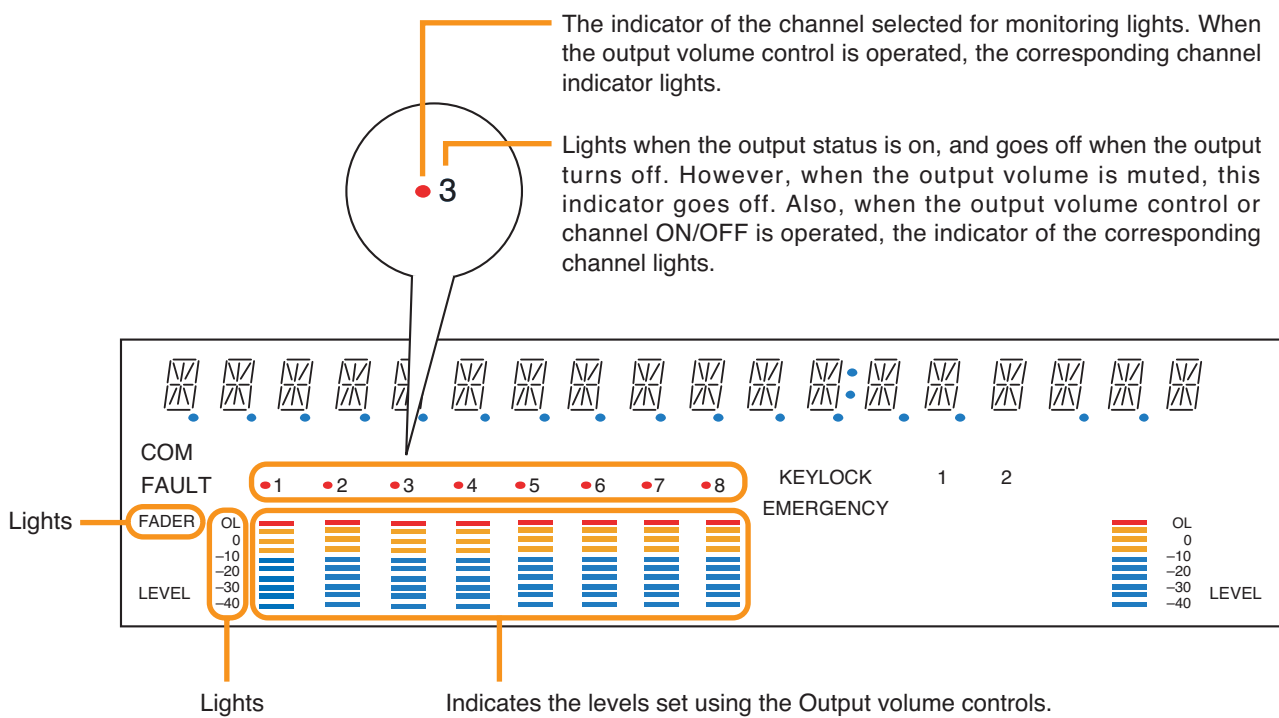 The indicator of the channel selected for monitoring lights. When
the output volume control is operated, the corresponding channel
indicator lights.
Lights when the output status is on, and goes off when the output
turns off. However, when the output volume is muted, this
indicator goes off. Also, when the output volume control or
channel ON/OFF is operated, the indicator of the corresponding
channel lights.
3
COM
FAULT
1 2 3 4 5 6 7 8
KEYLOCK 1 2
EMERGENCY
Lights
FADER
LEVEL
OL
0
–10
–20
–30
–40
OL
0
–10
–20
–30
–40
LEVEL
Lights
Indicates the levels set using the Output volume controls.